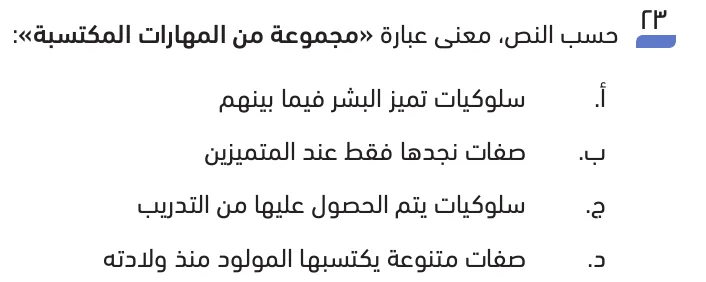 ٢٣ حسب النص، معنى عبارة «مجموعة من المهارات المكتسبة»:
أ. سلوكيات تميز البشر فيما بينهم
ب. صفات نجدها فقط عند المتميزين
ج. سلوكيات يتم الحصول عليها من التدريب
د. صفات متنوعة يكتسبها المولود منذ ولادته